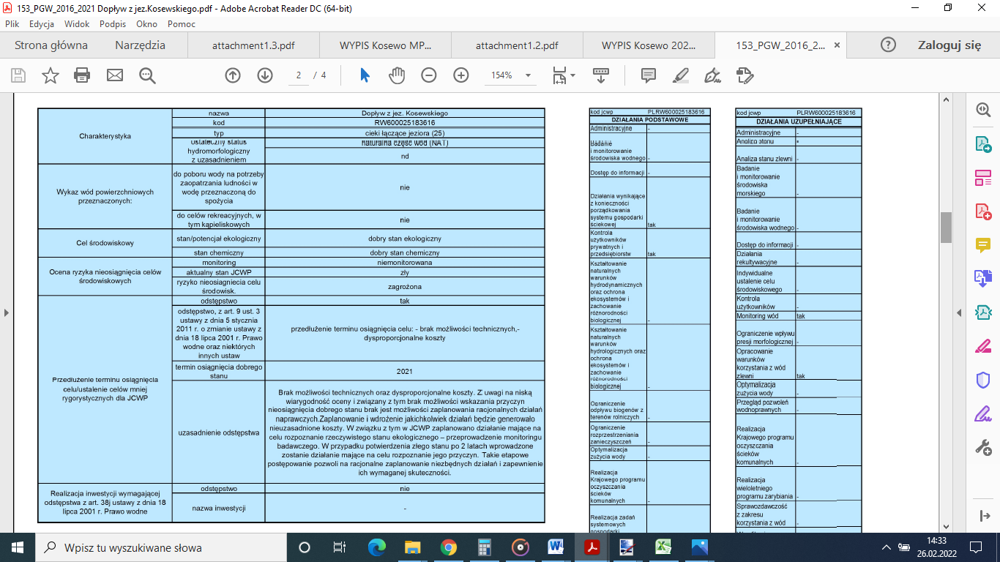 153_PGW_2016_2021 Dopływ z jez.Kosewskiego.pdf - Adobe Acrobat Reader DC (64-bit)
Plik Edycja Widok Podpis Okno Pomoc
Strona główna Narzędzia attachment1.3.pdf WYPIS Kosewo MP... attachment1.2.pdf WYPIS Kosewo 202... 153_PGW_2016_2... Zaloguj się
2 / 4 154%
Charakterystyka
nazwa Dopływ z jez. Kosewskiego
kod RW600025183616
typ cieki łączące jeziora (25)
ostateczny status
hydromorfologiczny
z uzasadnieniem
naturalna część wód (NAT)
nd
Wykaz wód powierzchniowych
przeznaczonych:
do poboru wody na potrzeby
zaopatrzania ludności w
wodę przeznaczoną do
spożycia
nie
do celów rekreacyjnych, w
tym kąpieliskowych
nie
Cel środowiskowy
stan/potencjał ekologiczny dobry stan ekologiczny
stan chemiczny dobry stan chemiczny
Ocena ryzyka nieosiągnięcia celów
środowiskowych
monitoring niemonitorowana
aktualny stan JCWP zły
ryzyko nieosiagniecia celu
środowisk.
zagrożona
Przedłużenie terminu osiągnięcia
celu/ustalenie celów mniej
rygorystycznych dla JCWP
odstępstwo tak
odstępstwo, z art. 9 ust. 3
ustawy z dnia 5 stycznia
2011 r. o zmianie ustawy z
dnia 18 lipca 2001 r. Prawo
wodne oraz niektórych
innych ustaw
przedłużenie terminu osiągnięcia celu: - brak możliwości technicznych,-
dysproporcjonalne koszty
termin osiągnięcia dobrego
stanu
2021
uzasadnienie odstępstwa
Brak możliwości technicznych oraz dysproporcjonalne koszty. Z uwagi na niską
wiarygodność oceny i związany z tym brak możliwości wskazania przyczyn
nieosiągnięcia dobrego stanu brak jest możliwości zaplanowania racjonalnych działań
naprawczych.Zaplanowanie i wdrożenie jakichkolwiek działań będzie generowało
nieuzasadnione koszty. W związku z tym w JCWP zaplanowano działanie mające na
celu rozpoznanie rzeczywistego stanu ekologicznego – przeprowadzenie monitoringu
badawczego. W przypadku potwierdzenia złego stanu po 2 latach wprowadzone
zostanie działanie mające na celu rozpoznanie jego przyczyn. Takie etapowe
postępowanie pozwoli na racjonalne zaplanowanie niezbędnych działań i zapewnienie
ich wymaganej skuteczności.
Realizacja inwestycji wymagającej
odstępstwa z art. 38j ustawy z dnia 18
lipca 2001 r. Prawo wodne
odstępstwo nie
nazwa inwestycji -
kod jcwp PLRW600025183616
DZIAŁANIA PODSTAWOWE
Administracyjne -
Badanie
i monitorowanie
środowiska wodnego -
Dostęp do informacji -
Działania wynikające
z konieczności
porządkowania
systemu gospodarki
ściekowej tak
Kontrola
użytkowników
prywatnych i
przedsiębiorstw tak
Kształtowanie
naturalnych
warunków
hydrodynamicznych
oraz ochrona
ekosystemów i
zachowanie
różnorodności
biologicznej -
Kształtowanie
naturalnych
warunków
hydrologicznych oraz
ochrona
ekosystemów i
zachowanie
różnorodności
biologicznej -
Ograniczenie
odpływu biogenów z
terenów rolniczych -
Ograniczenie
rozprzestrzeniania
zanieczyszczeń -
Optymalizacja
zużycia wody -
Realizacja
Krajowego programu
oczyszczania
ścieków
komunalnych -
Realizacja zadań
systemowych
gospodarki
kod jcwp PLRW600025183616
DZIAŁANIA UZUPEŁNIAJĄCE
Administracyjne -
Analiza stanu -
Analiza stanu zlewni -
Badanie
i monitorowanie
środowiska
morskiego -
Badanie
i monitorowanie
środowiska wodnego -
Dostęp do informacji -
Działania
rekultywacyjne -
Indywidualne
ustalenie celu
środowiskowego -
Kontrola
użytkowników -
Monitoring wód tak
Ograniczenie wpływu
presji morfologicznej -
Opracowanie
warunków
korzystania z wód
zlewni tak
Optymalizacja
zużycia wody -
Przegląd pozwoleń
wodnoprawnych -
Realizacja
Krajowego programu
oczyszczania
ścieków
komunalnych -
Realizacja
wieloletniego
programu zarybiania -
Sprawozdawczość
z zakresu
korzystania z wód -
Wpisz tu wyszukiwane słowa
14:33
26.02.2022